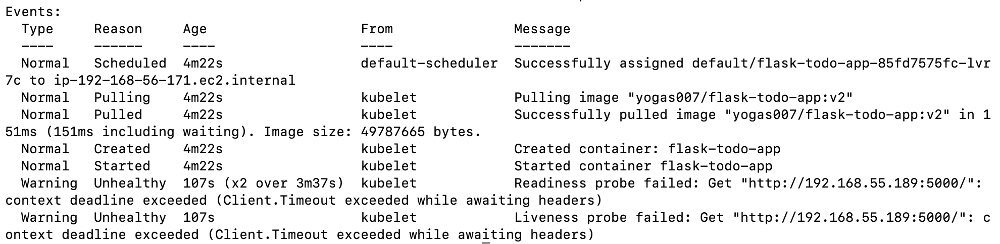 Events:
  Type     Reason     Age                  From               Message
  ----     ------     ----                 ----               -------
  Normal   Scheduled  4m22s                default-scheduler  Successfully assigned default/flask-todo-app-85fd7575fc-lvr
7c to ip-192-168-56-171.ec2.internal
  Normal   Pulling    4m22s                kubelet            Pulling image "yogas007/flask-todo-app:v2"
  Normal   Pulled     4m22s                kubelet            Successfully pulled image "yogas007/flask-todo-app:v2" in 1
51ms (151ms including waiting). Image size: 49787665 bytes.
  Normal   Created    4m22s                kubelet            Created container: flask-todo-app
  Normal   Started    4m22s                kubelet            Started container flask-todo-app
  Warning  Unhealthy  107s (x2 over 3m37s)  kubelet            Readiness probe failed: Get "http://192.168.55.189:5000/":
context deadline exceeded (Client.Timeout exceeded while awaiting headers)
  Warning  Unhealthy  107s                 kubelet            Liveness probe failed: Get "http://192.168.55.189:5000/": c
ontext deadline exceeded (Client.Timeout exceeded while awaiting headers)